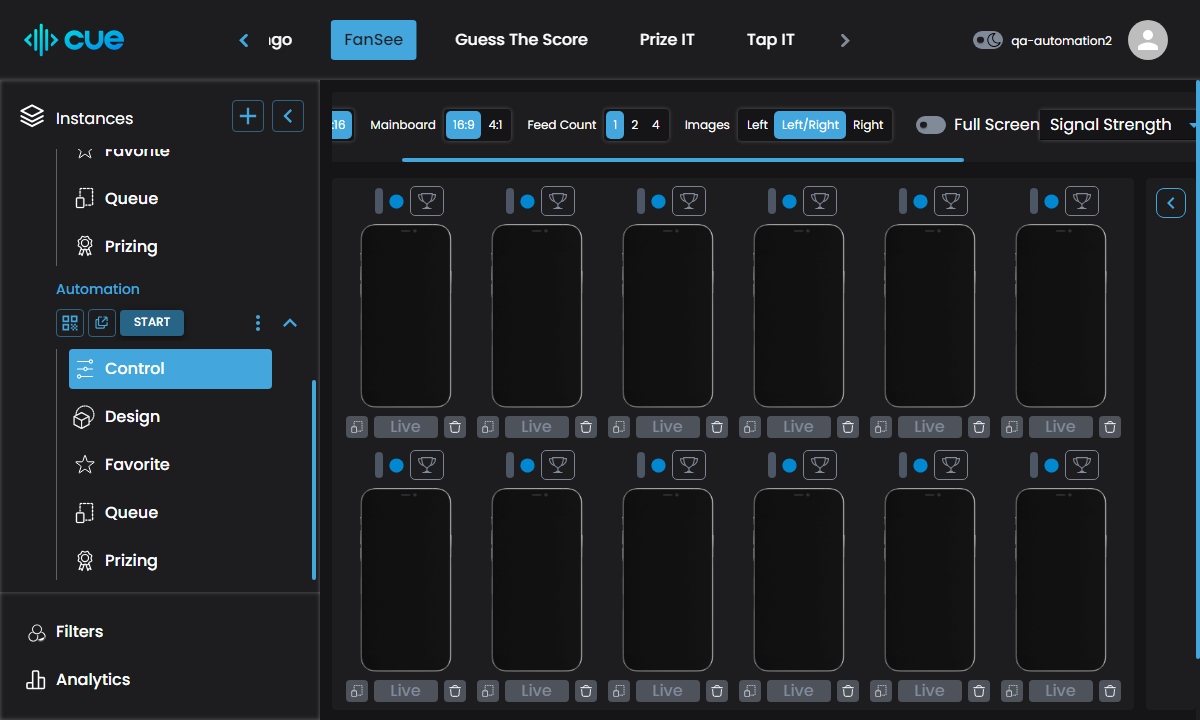 cue
FanSee
Guess The Score
Prize IT
Tap IT
qa-automation2
Instances
Favorite
Queue
Prizing
Automation
START
Control
Design
Favorite
Queue
Prizing
Filters
Analytics
:16 Mainboard 16:9 4:1 Feed Count 1 2 4 Images Left Left/Right Right Full Screen Signal Strength
Live Live Live Live Live Live
Live Live Live Live Live Live